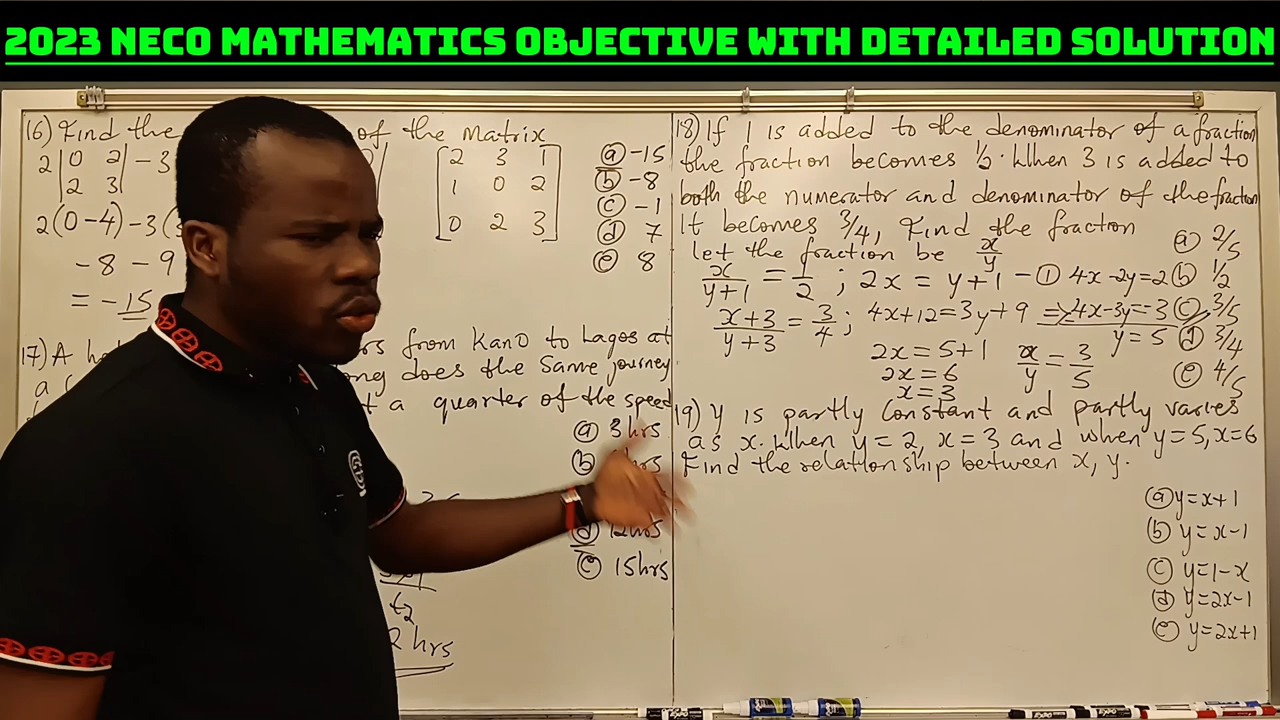 2023 NECO MATHEMATICS OBJECTIVE WITH DETAILED SOLUTION
16) Find the of the Matrix
2|0 2| - 3
|2 3|
2(0-4) - 3(
-8 - 9
= -15
[2 3 1]
[1 0 2]
[0 2 3]
(a) -15
(b) -8
(c) -1
(d) 7
(e) 8
17) A from Kano to Lagos at
a does the Same journey
a quarter of the speed
(a) 3hrs
(b) hrs
(d) 12hrs
(e) 15hrs
t₂
2 hrs
18) If 1 is added to the denominator of a fraction
the fraction becomes ½. When 3 is added to
both the numerator and denominator of the fraction
It becomes 3/4, Find the fraction
let the fraction be x/y
x/(y+1) = 1/2 ; 2x = y+1 - ① 4x-2y=2
(x+3)/(y+3) = 3/4 ; 4x+12=3y+9 => 4x-3y=-3
y=5
2x=5+1
2x=6
x=3
x/y = 3/5
(a) 2/5
(b) 1/2
(c) 3/5
(d) 3/4
(e) 4/5
19) Y is partly Constant and partly varies
as x. When y=2, x=3 and when y=5, x=6
Find the relationship between x, y.
(a) y=x+1
(b) y=x-1
(c) y=1-x
(d) y=2x-1
(e) y=2x+1